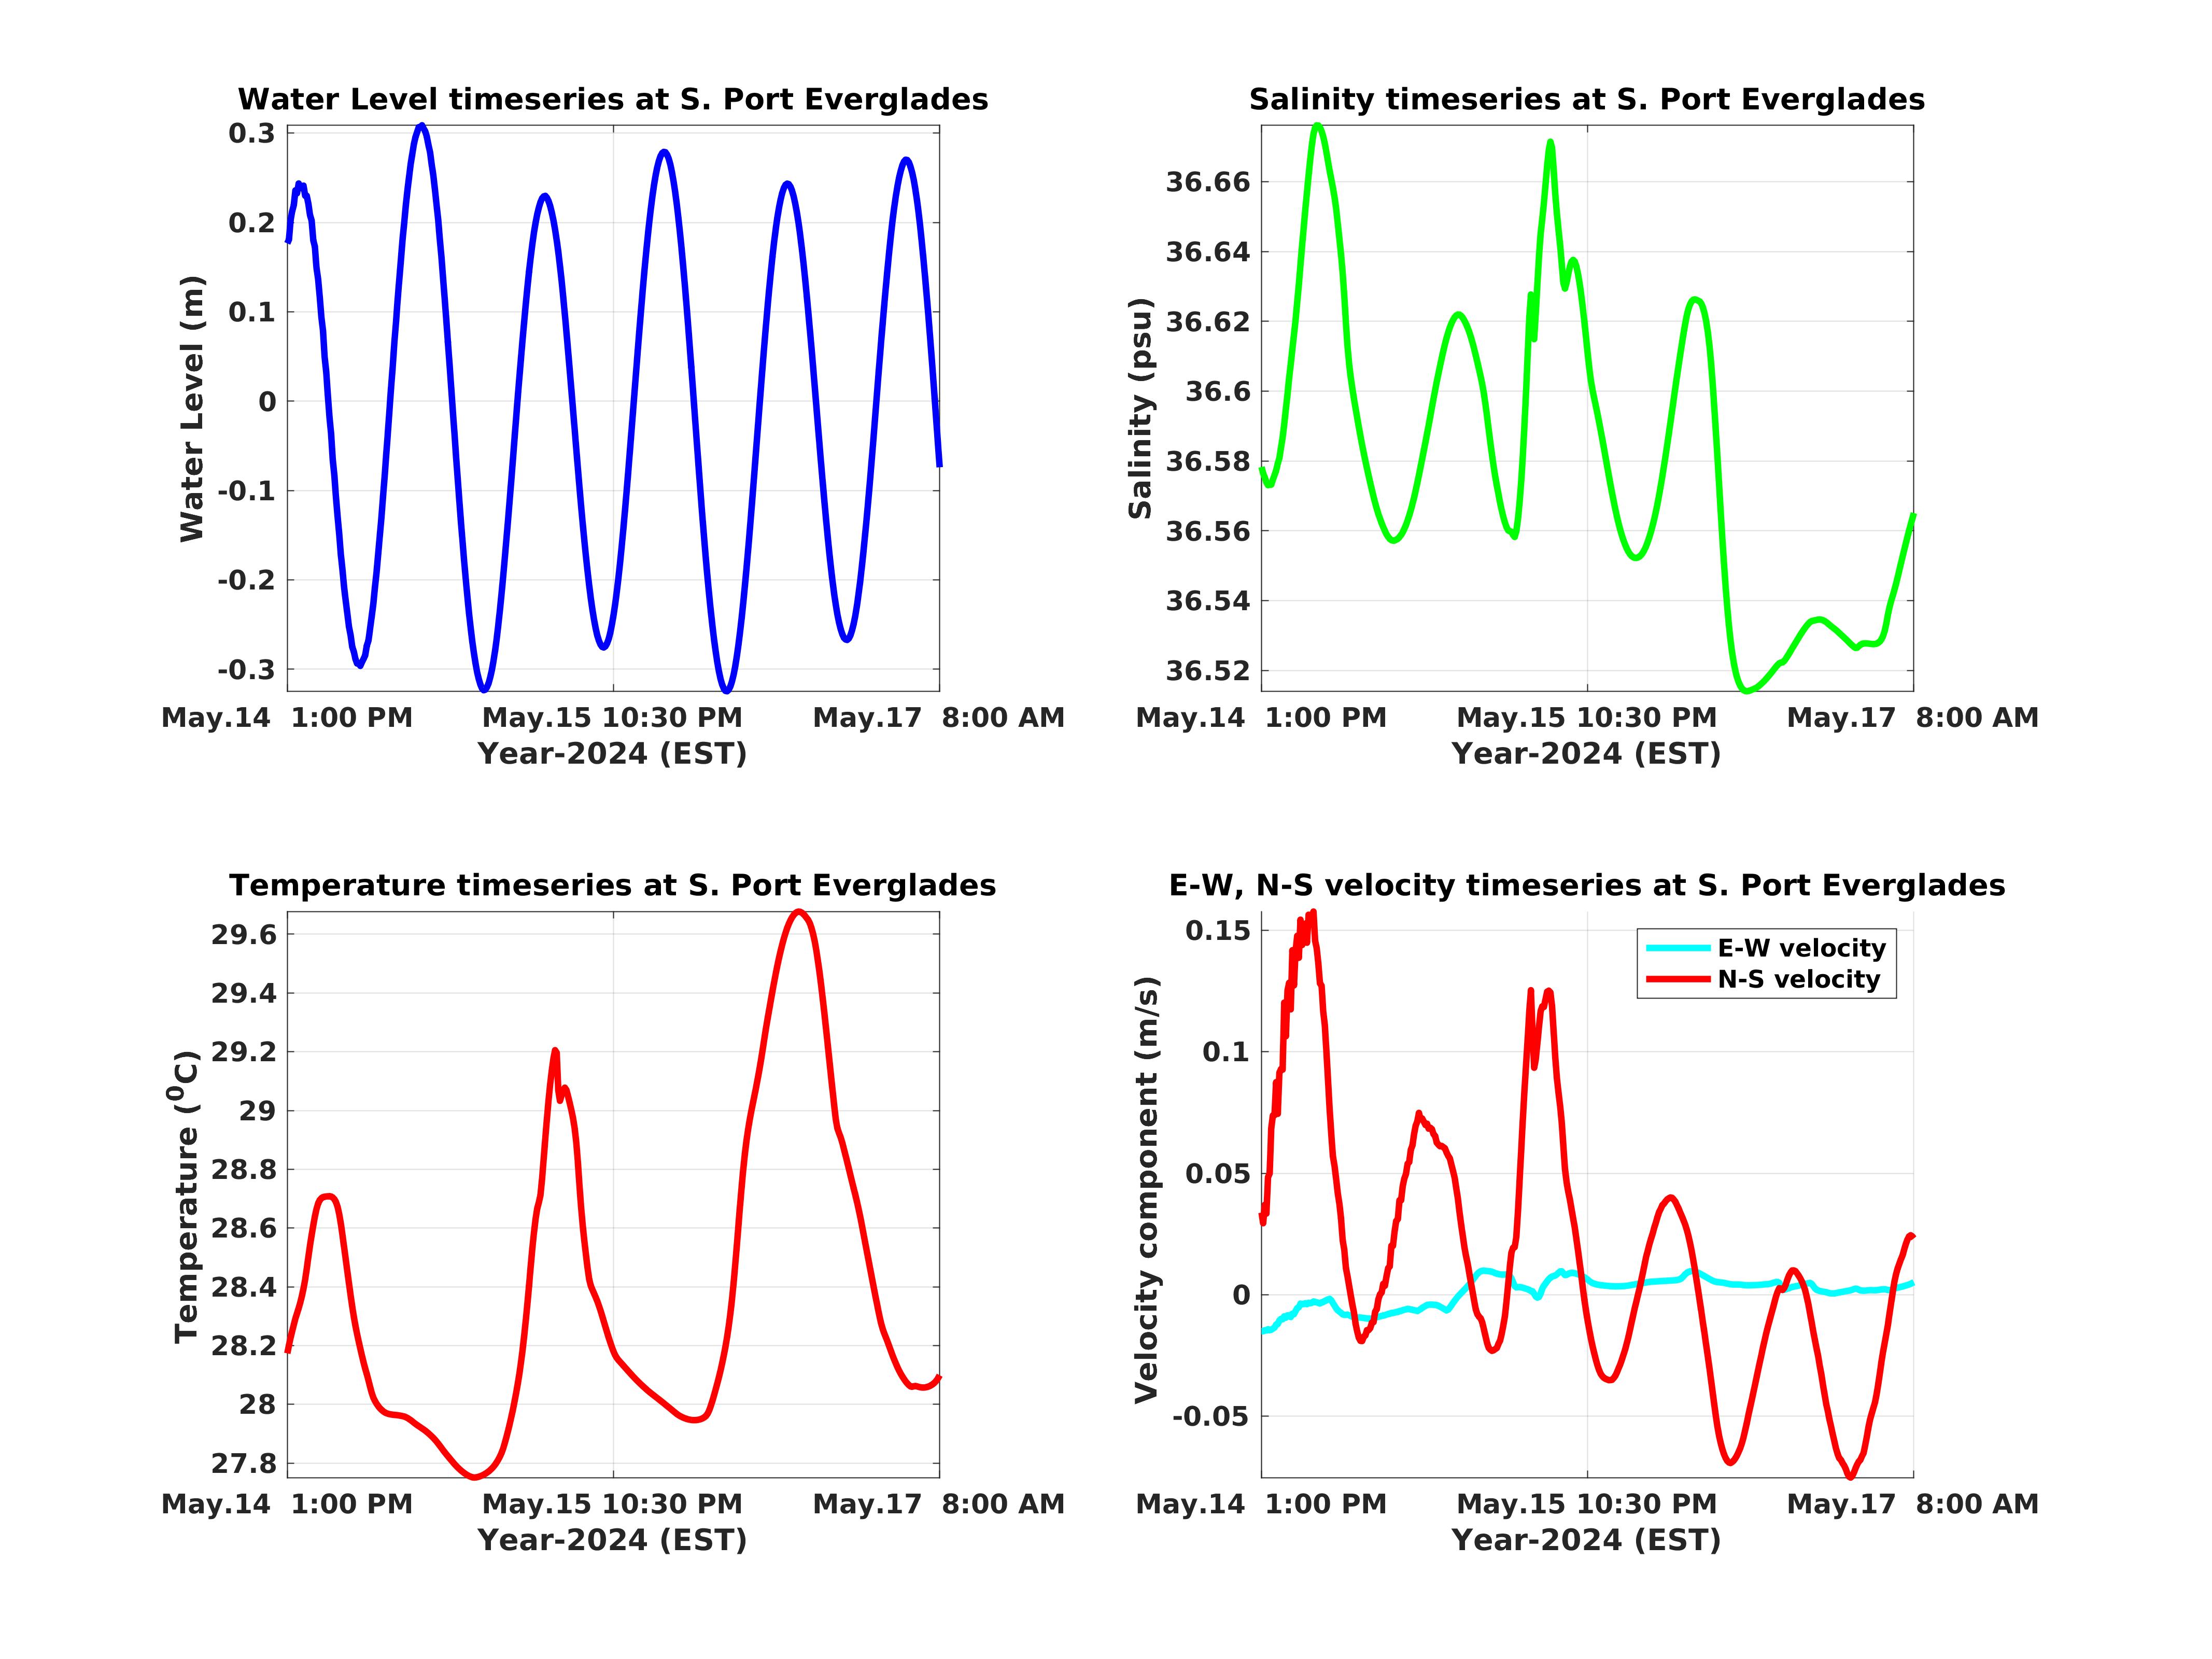 Water Level timeseries at S. Port Everglades
Water Level (m)
0.3
0.2
0.1
0
-0.1
-0.2
-0.3
May.14 1:00 PM
May.15 10:30 PM
May.17 8:00 AM
Year-2024 (EST)
Salinity timeseries at S. Port Everglades
Salinity (psu)
36.66
36.64
36.62
36.6
36.58
36.56
36.54
36.52
May.14 1:00 PM
May.15 10:30 PM
May.17 8:00 AM
Year-2024 (EST)
Temperature timeseries at S. Port Everglades
Temperature (⁰C)
29.6
29.4
29.2
29
28.8
28.6
28.4
28.2
28
27.8
May.14 1:00 PM
May.15 10:30 PM
May.17 8:00 AM
Year-2024 (EST)
E-W, N-S velocity timeseries at S. Port Everglades
Velocity component (m/s)
0.15
0.1
0.05
0
-0.05
E-W velocity
N-S velocity
May.14 1:00 PM
May.15 10:30 PM
May.17 8:00 AM
Year-2024 (EST)